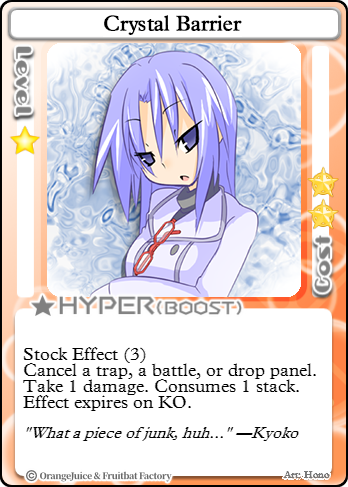 Crystal Barrier
Level
Cost
HYPER(BOOST)
Stock Effect (3)
Cancel a trap, a battle, or drop panel.
Take 1 damage. Consumes 1 stack.
Effect expires on KO.
"What a piece of junk, huh..." —Kyoko
© OrangeJuice & Fruitbat Factory
Art: Hono